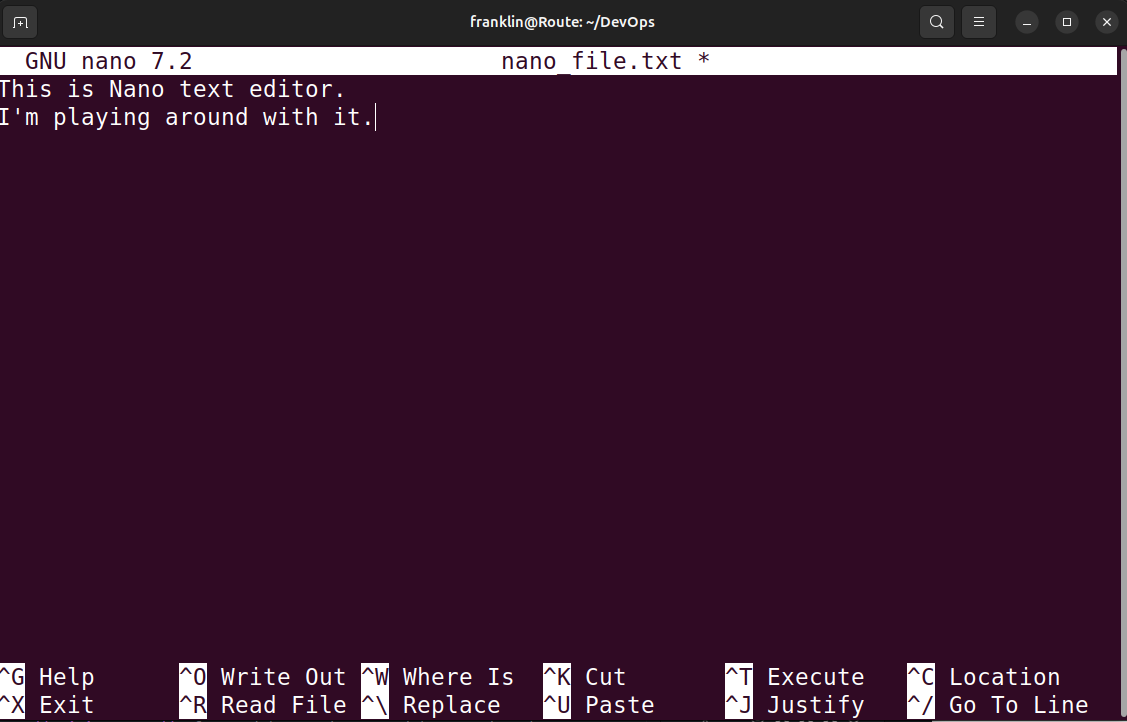 franklin@Route: ~/DevOps
GNU nano 7.2 nano_file.txt *
This is Nano text editor.
I'm playing around with it.
^G Help ^O Write Out ^W Where Is ^K Cut ^T Execute ^C Location
^X Exit ^R Read File ^\ Replace ^U Paste ^J Justify ^/ Go To Line